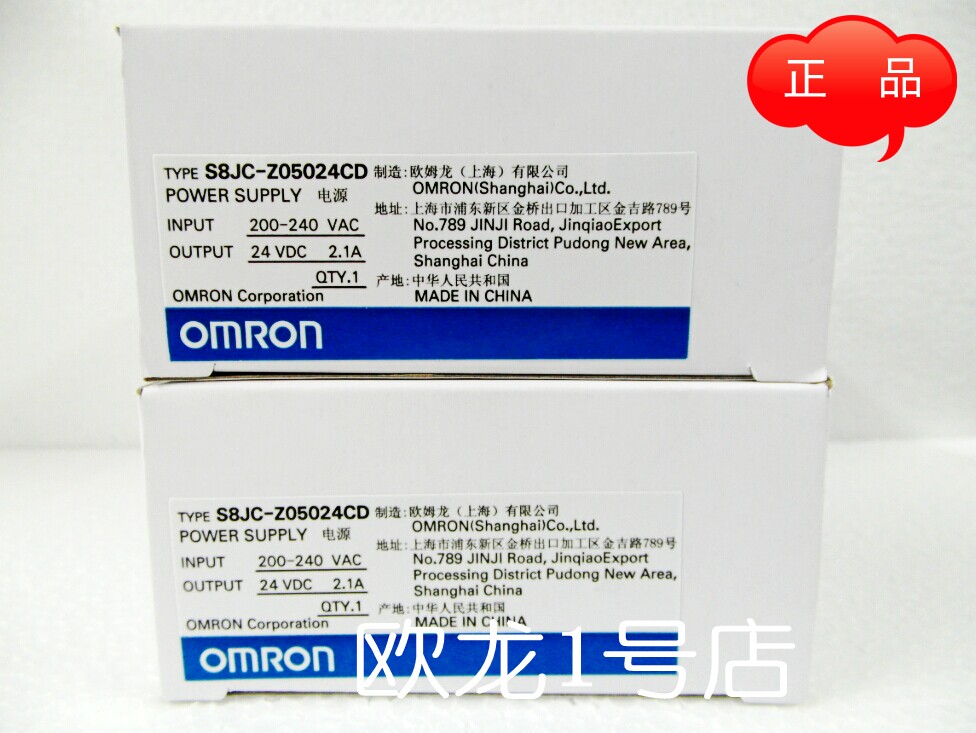 正 品
TYPE S8JC-Z05024CD 制造:欧姆龙（上海）有限公司
OMRON(Shanghai)Co.,Ltd.
POWER SUPPLY 电源
地址:上海市浦东新区金桥出口加工区金吉路789号
INPUT 200-240 VAC No.789 JINJI Road, JinqiaoExport
OUTPUT 24 VDC 2.1A Processing District Pudong New Area,
Shanghai China
QTY.1 产地:中华人民共和国
OMRON Corporation MADE IN CHINA
OMRON
TYPE S8JC-Z05024CD 制造:欧姆龙（上海）有限公司
OMRON(Shanghai)Co.,Ltd.
POWER SUPPLY 电源
地址:上海市浦东新区金桥出口加工区金吉路789号
INPUT 200-240 VAC No.789 JINJI Road, JinqiaoExport
OUTPUT 24 VDC 2.1A Processing District Pudong New Area,
Shanghai China
QTY.1 产地:中华人民共和国
OMRON Corporation MADE IN CHINA
OMRON
欧龙1号店